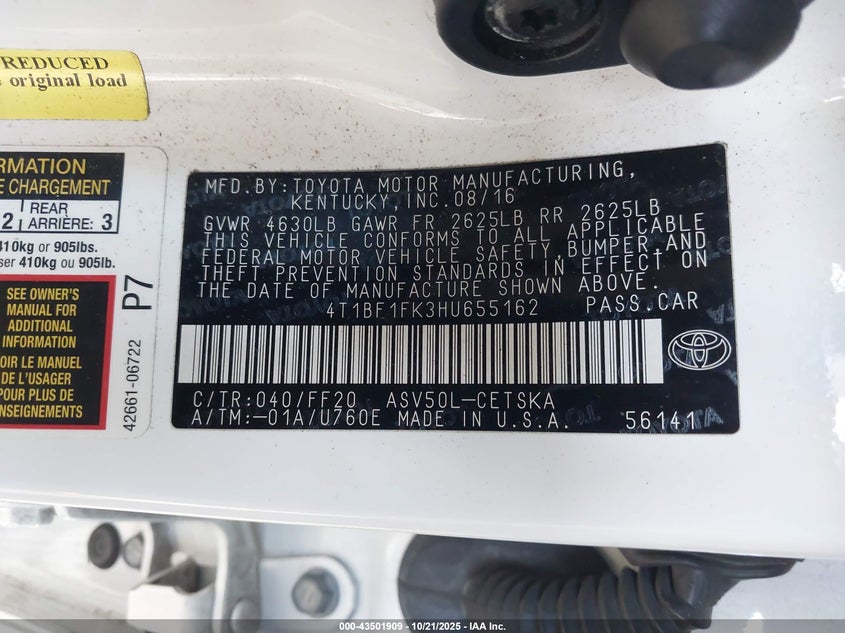 REDUCED
original load
RMATION
E CHARGEMENT
2 REAR ARRIÈRE: 3
410kg or 905lbs.
ser 410kg ou 905lb.
SEE OWNER'S
MANUAL FOR
ADDITIONAL
INFORMATION
OIR LE MANUEL
DE L'USAGER
POUR PLUS DE
42661-06722
P7
MFD.BY:TOYOTA MOTOR MANUFACTURING,
KENTUCKY, INC.08/16
GVWR 4630LB GAWR FR 2625LB RR 2625LB
THIS VEHICLE CONFORMS TO ALL APPLICABLE
FEDERAL MOTOR VEHICLE SAFETY,BUMPER,AND
THEFT PREVENTION STANDARDS IN EFFECT ON
THE DATE OF MANUFACTURE SHOWN ABOVE.
4T1BF1FK3HU655162 PASS.CAR
C/TR:040/FF20 ASV50L-CETSKA
A/TM:-01A/U760E MADE IN U.S.A. 56141
000-43501909 - 10/21/2025 - IAA Inc.